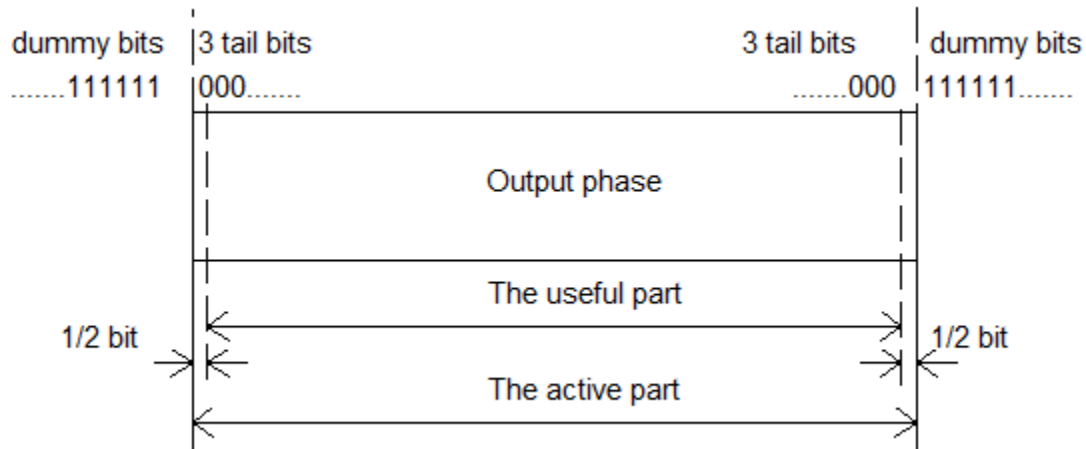 dummy bits 3 tail bits 3 tail bits dummy bits
.......111111 000....... .......000 111111.......
Output phase
The useful part
1/2 bit 1/2 bit
The active part